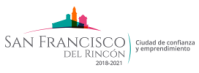 SAN FRANCISCO
DEL RINCÓN
2018-2021
Ciudad de confianza
y emprendimiento